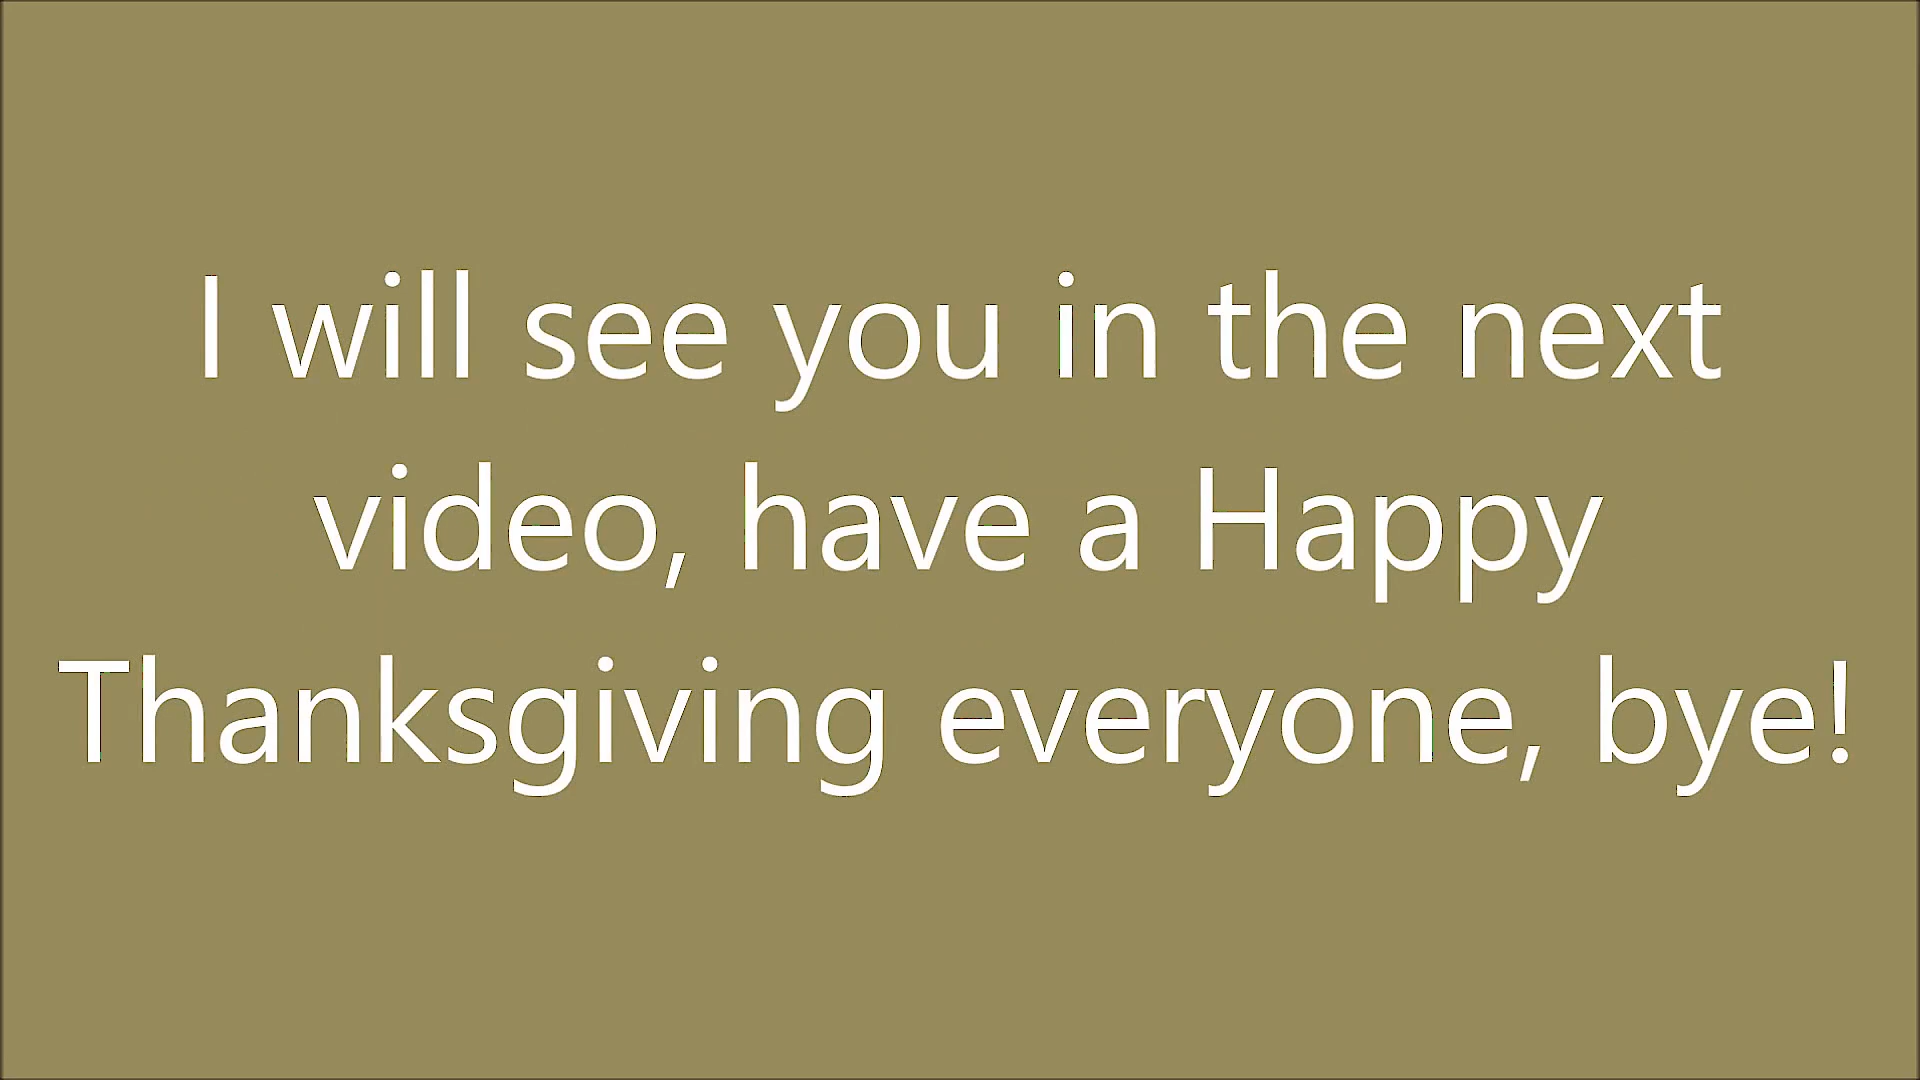 I will see you in the next
video, have a Happy
Thanksgiving everyone, bye!